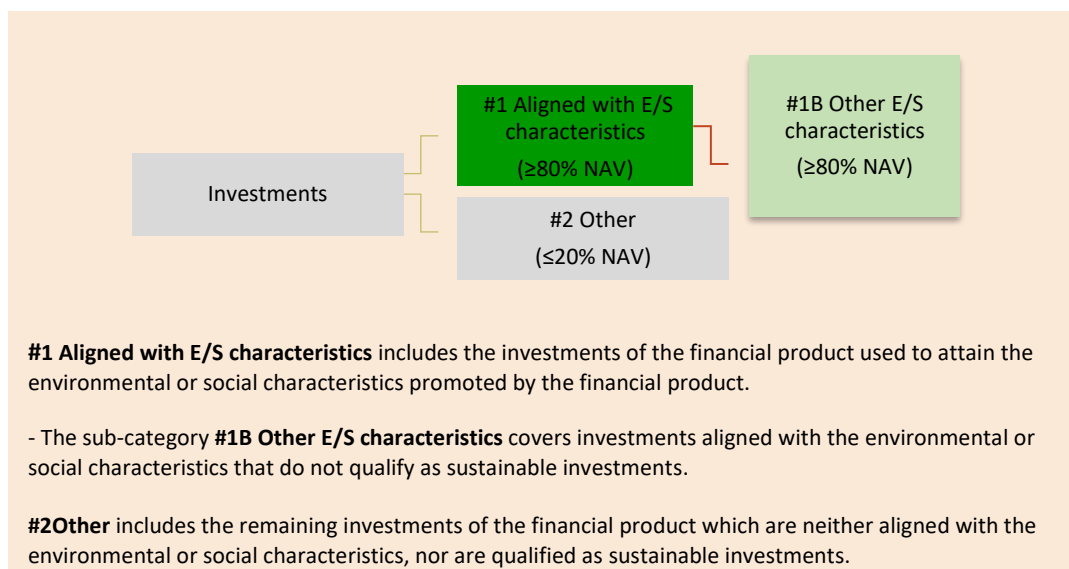 #1 Aligned with E/S
characteristics
(≥80% NAV)
#1B Other E/S
characteristics
(≥80% NAV)
Investments
#2 Other
(≤20% NAV)
#1 Aligned with E/S characteristics includes the investments of the financial product used to attain the
environmental or social characteristics promoted by the financial product.
- The sub-category #1B Other E/S characteristics covers investments aligned with the environmental or
social characteristics that do not qualify as sustainable investments.
#2Other includes the remaining investments of the financial product which are neither aligned with the
environmental or social characteristics, nor are qualified as sustainable investments.